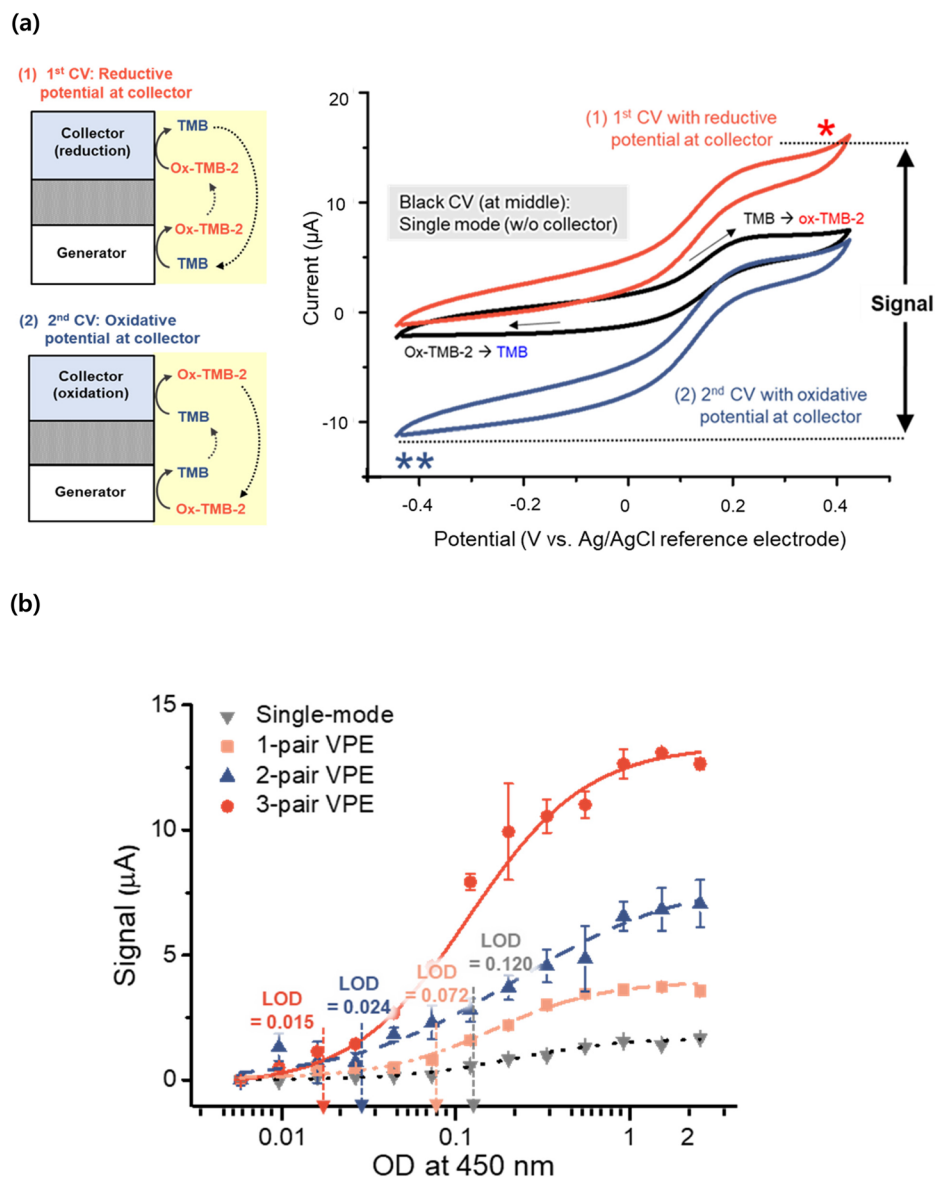 (a)
(1) 1st CV: Reductive
potential at collector
Collector
(reduction)
Generator
TMB
Ox-TMB-2
Ox-TMB-2
TMB
(2) 2nd CV: Oxidative
potential at collector
Collector
(oxidation)
Generator
Ox-TMB-2
TMB
TMB
Ox-TMB-2
20
10
0
-10
Current (μA)
(1) 1st CV with reductive
potential at collector
*
Black CV (at middle):
Single mode (w/o collector)
TMB → ox-TMB-2
Signal
Ox-TMB-2 → TMB
(2) 2nd CV with oxidative
potential at collector
**
-0.4 -0.2 0 0.2 0.4
Potential (V vs. Ag/AgCl reference electrode)
(b)
15
10
5
0
Signal (μA)
Single-mode
1-pair VPE
2-pair VPE
3-pair VPE
LOD
= 0.015
LOD
= 0.024
LOD
= 0.072
LOD
= 0.120
0.01 0.1 1 2
OD at 450 nm